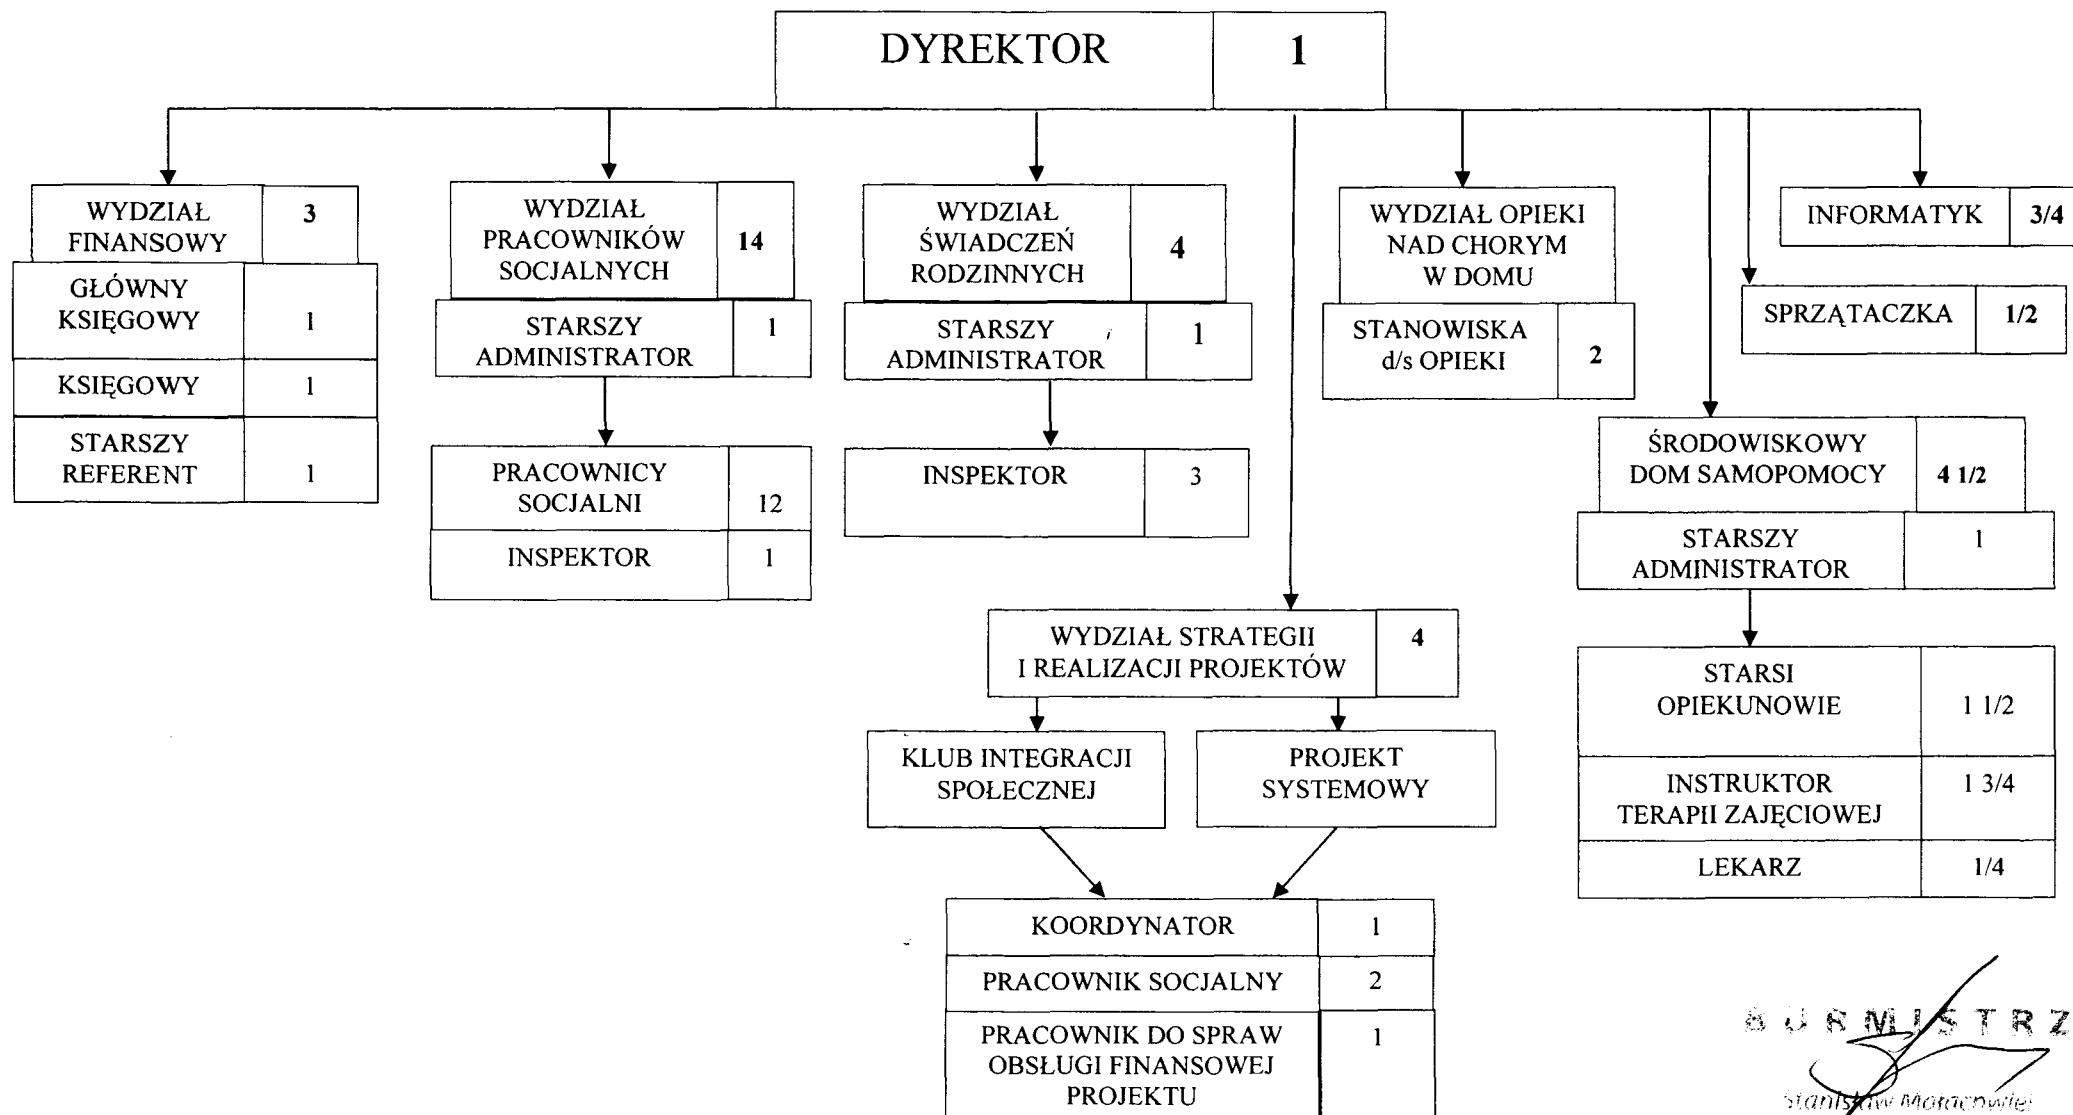 DYREKTOR 1
WYDZIAŁ 3
FINANSOWY
GŁÓWNY
KSIĘGOWY 1
KSIĘGOWY 1
STARSZY
REFERENT 1
WYDZIAŁ
PRACOWNIKÓW 14
SOCJALNYCH
STARSZY 1
ADMINISTRATOR
PRACOWNICY
SOCJALNI 12
INSPEKTOR 1
WYDZIAŁ
ŚWIADCZEŃ 4
RODZINNYCH
STARSZY 1
ADMINISTRATOR
INSPEKTOR 3
WYDZIAŁ STRATEGII 4
I REALIZACJI PROJEKTÓW
KLUB INTEGRACJI
SPOŁECZNEJ
PROJEKT
SYSTEMOWY
KOORDYNATOR 1
PRACOWNIK SOCJALNY 2
PRACOWNIK DO SPRAW 1
OBSŁUGI FINANSOWEJ
PROJEKTU
WYDZIAŁ OPIEKI
NAD CHORYM
W DOMU
STANOWISKA
d/s OPIEKI 2
INFORMATYK 3/4
SPRZĄTACZKA 1/2
ŚRODOWISKOWY
DOM SAMOPOMOCY 4 1/2
STARSZY 1
ADMINISTRATOR
STARSI
OPIEKUNOWIE 1 1/2
INSTRUKTOR 1 3/4
TERAPII ZAJĘCIOWEJ
LEKARZ 1/4
BURMISTRZ
Stanisław